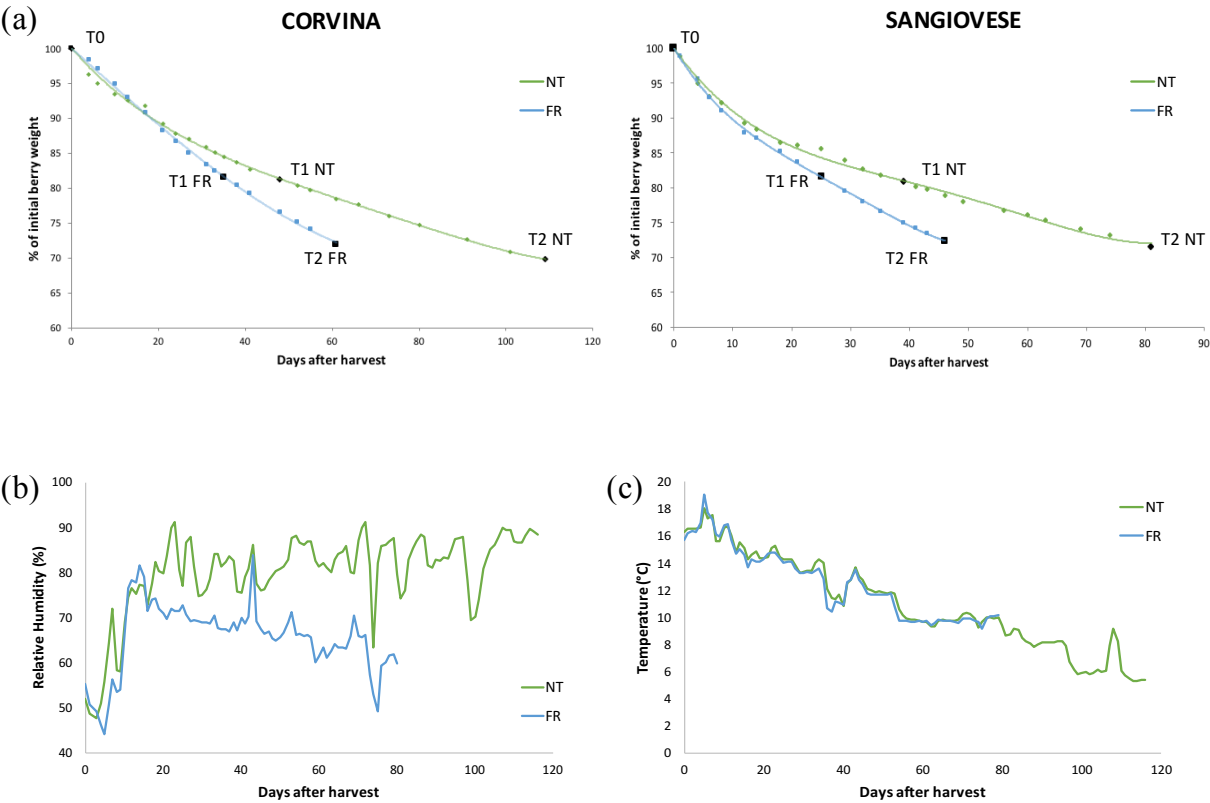 (a)
CORVINA
T0
100
95
90
85
80
75
70
65
60
% of initial berry weight
NT
FR
T1 NT
T1 FR
T2 NT
T2 FR
0 20 40 60 80 100 120
Days after harvest
SANGIOVESE
T0
100
95
90
85
80
75
70
65
60
% of initial berry weight
NT
FR
T1 NT
T1 FR
T2 NT
T2 FR
0 10 20 30 40 50 60 70 80 90
Days after harvest
(b)
100
90
80
70
60
50
40
Relative Humidity (%)
NT
FR
0 20 40 60 80 100 120
Days after harvest
(c)
20
18
16
14
12
10
8
6
4
2
0
Temperature (°C)
NT
FR
0 20 40 60 80 100 120
Days after harvest